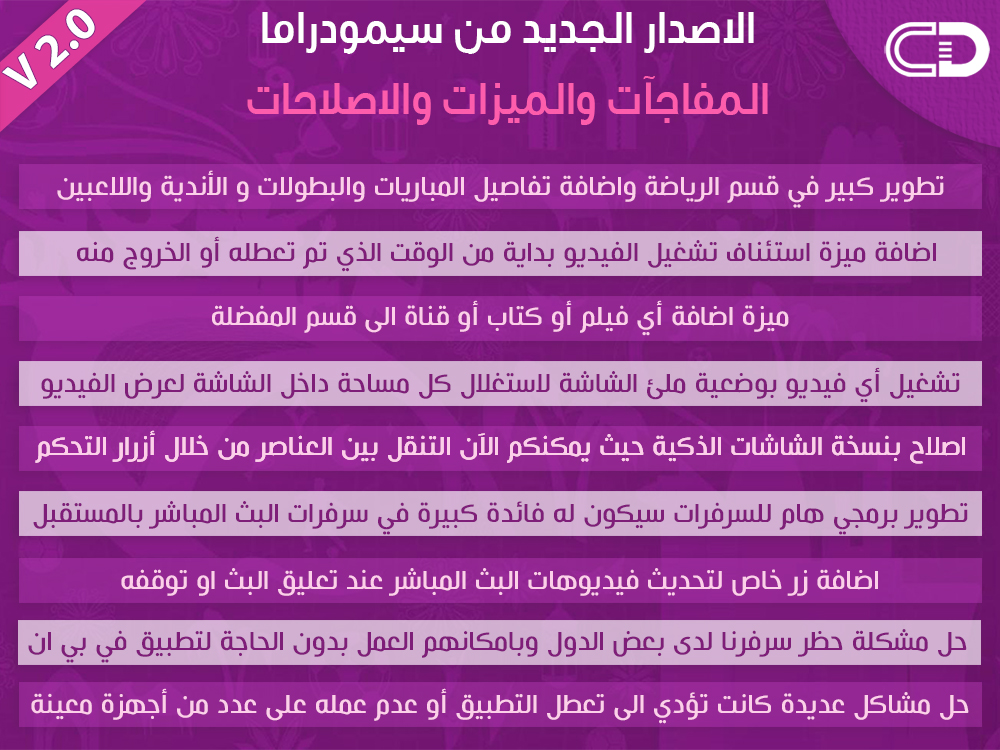 V 2.0
الاصدار الجديد من سيمودراما
CD
المفاجآت والميزات والاصلاحات
تطوير كبير في قسم الرياضة واضافة تفاصيل المباريات والبطولات و الأندية واللاعبين
اضافة ميزة استئناف تشغيل الفيديو بداية من الوقت الذي تم تعطله أو الخروج منه
ميزة اضافة أي فيلم أو كتاب أو قناة الى قسم المفضلة
تشغيل أي فيديو بوضعية ملئ الشاشة لاستغلال كل مساحة داخل الشاشة لعرض الفيديو
اصلاح بنسخة الشاشات الذكية حيث يمكنكم الآن التنقل بين العناصر من خلال أزرار التحكم
تطوير برمجي هام للسرفرات سيكون له فائدة كبيرة في سرفرات البث المباشر بالمستقبل
اضافة زر خاص لتحديث فيديوهات البث المباشر عند تعليق البث او توقفه
حل مشكلة حظر سرفرنا لدى بعض الدول وبامكانهم العمل بدون الحاجة لتطبيق في بي ان
حل مشاكل عديدة كانت تؤدي الى تعطل التطبيق أو عدم عمله على عدد من أجهزة معينة